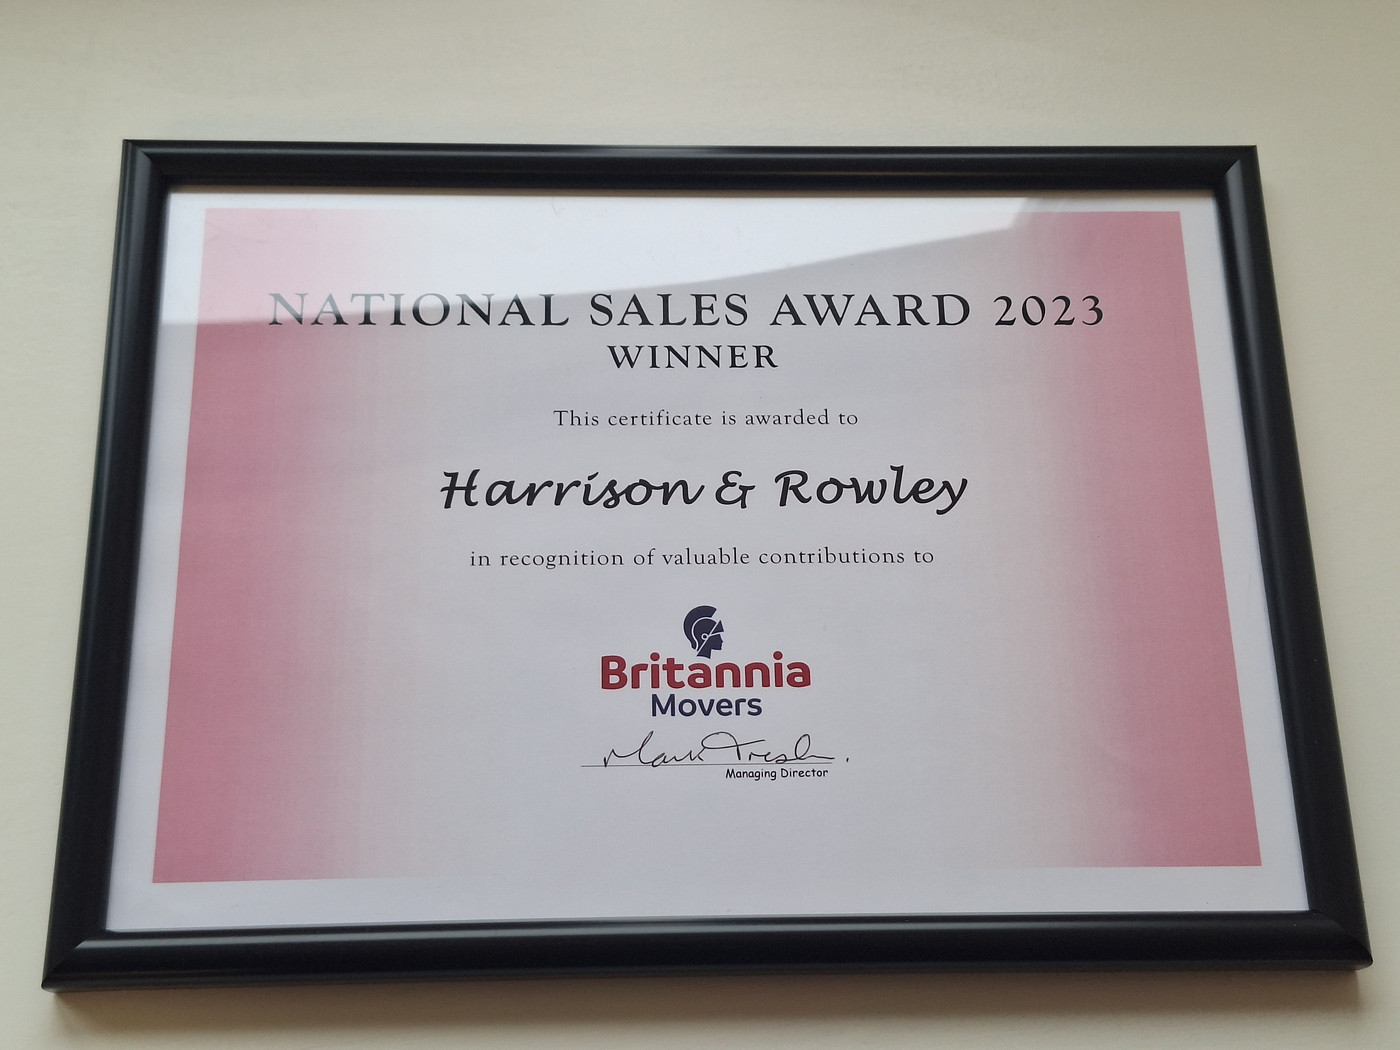 NATIONAL SALES AWARD 2023
WINNER
This certificate is awarded to
Harrison & Rowley
in recognition of valuable contributions to
Britannia
Movers
Mark
Managing Director